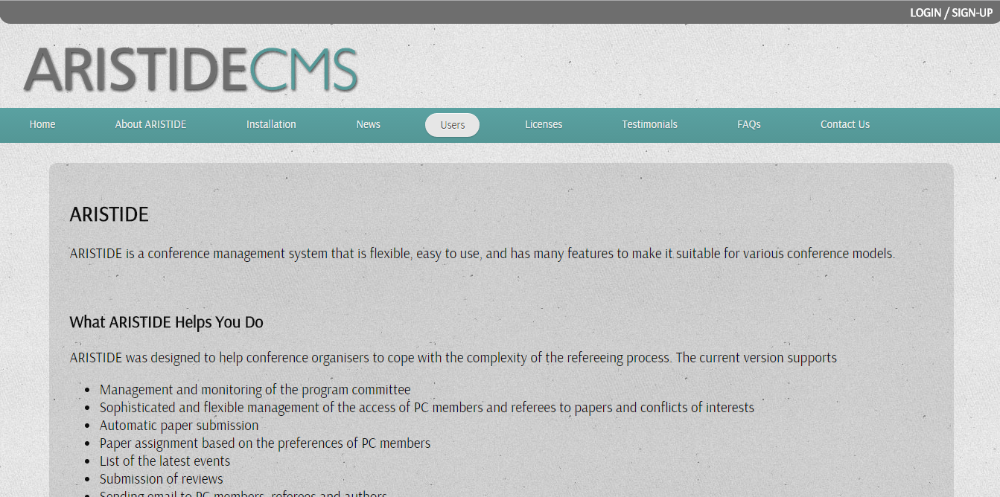 LOGIN / SIGN-UP
ARISTIDECMS
Home About ARISTIDE Installation News Users Licenses Testimonials FAQs Contact Us
ARISTIDE
ARISTIDE is a conference management system that is flexible, easy to use, and has many features to make it suitable for various conference models.
What ARISTIDE Helps You Do
ARISTIDE was designed to help conference organisers to cope with the complexity of the refereeing process. The current version supports
• Management and monitoring of the program committee
• Sophisticated and flexible management of the access of PC members and referees to papers and conflicts of interests
• Automatic paper submission
• Paper assignment based on the preferences of PC members
• List of the latest events
• Submission of reviews
• Sending email to PC members, referees and authors